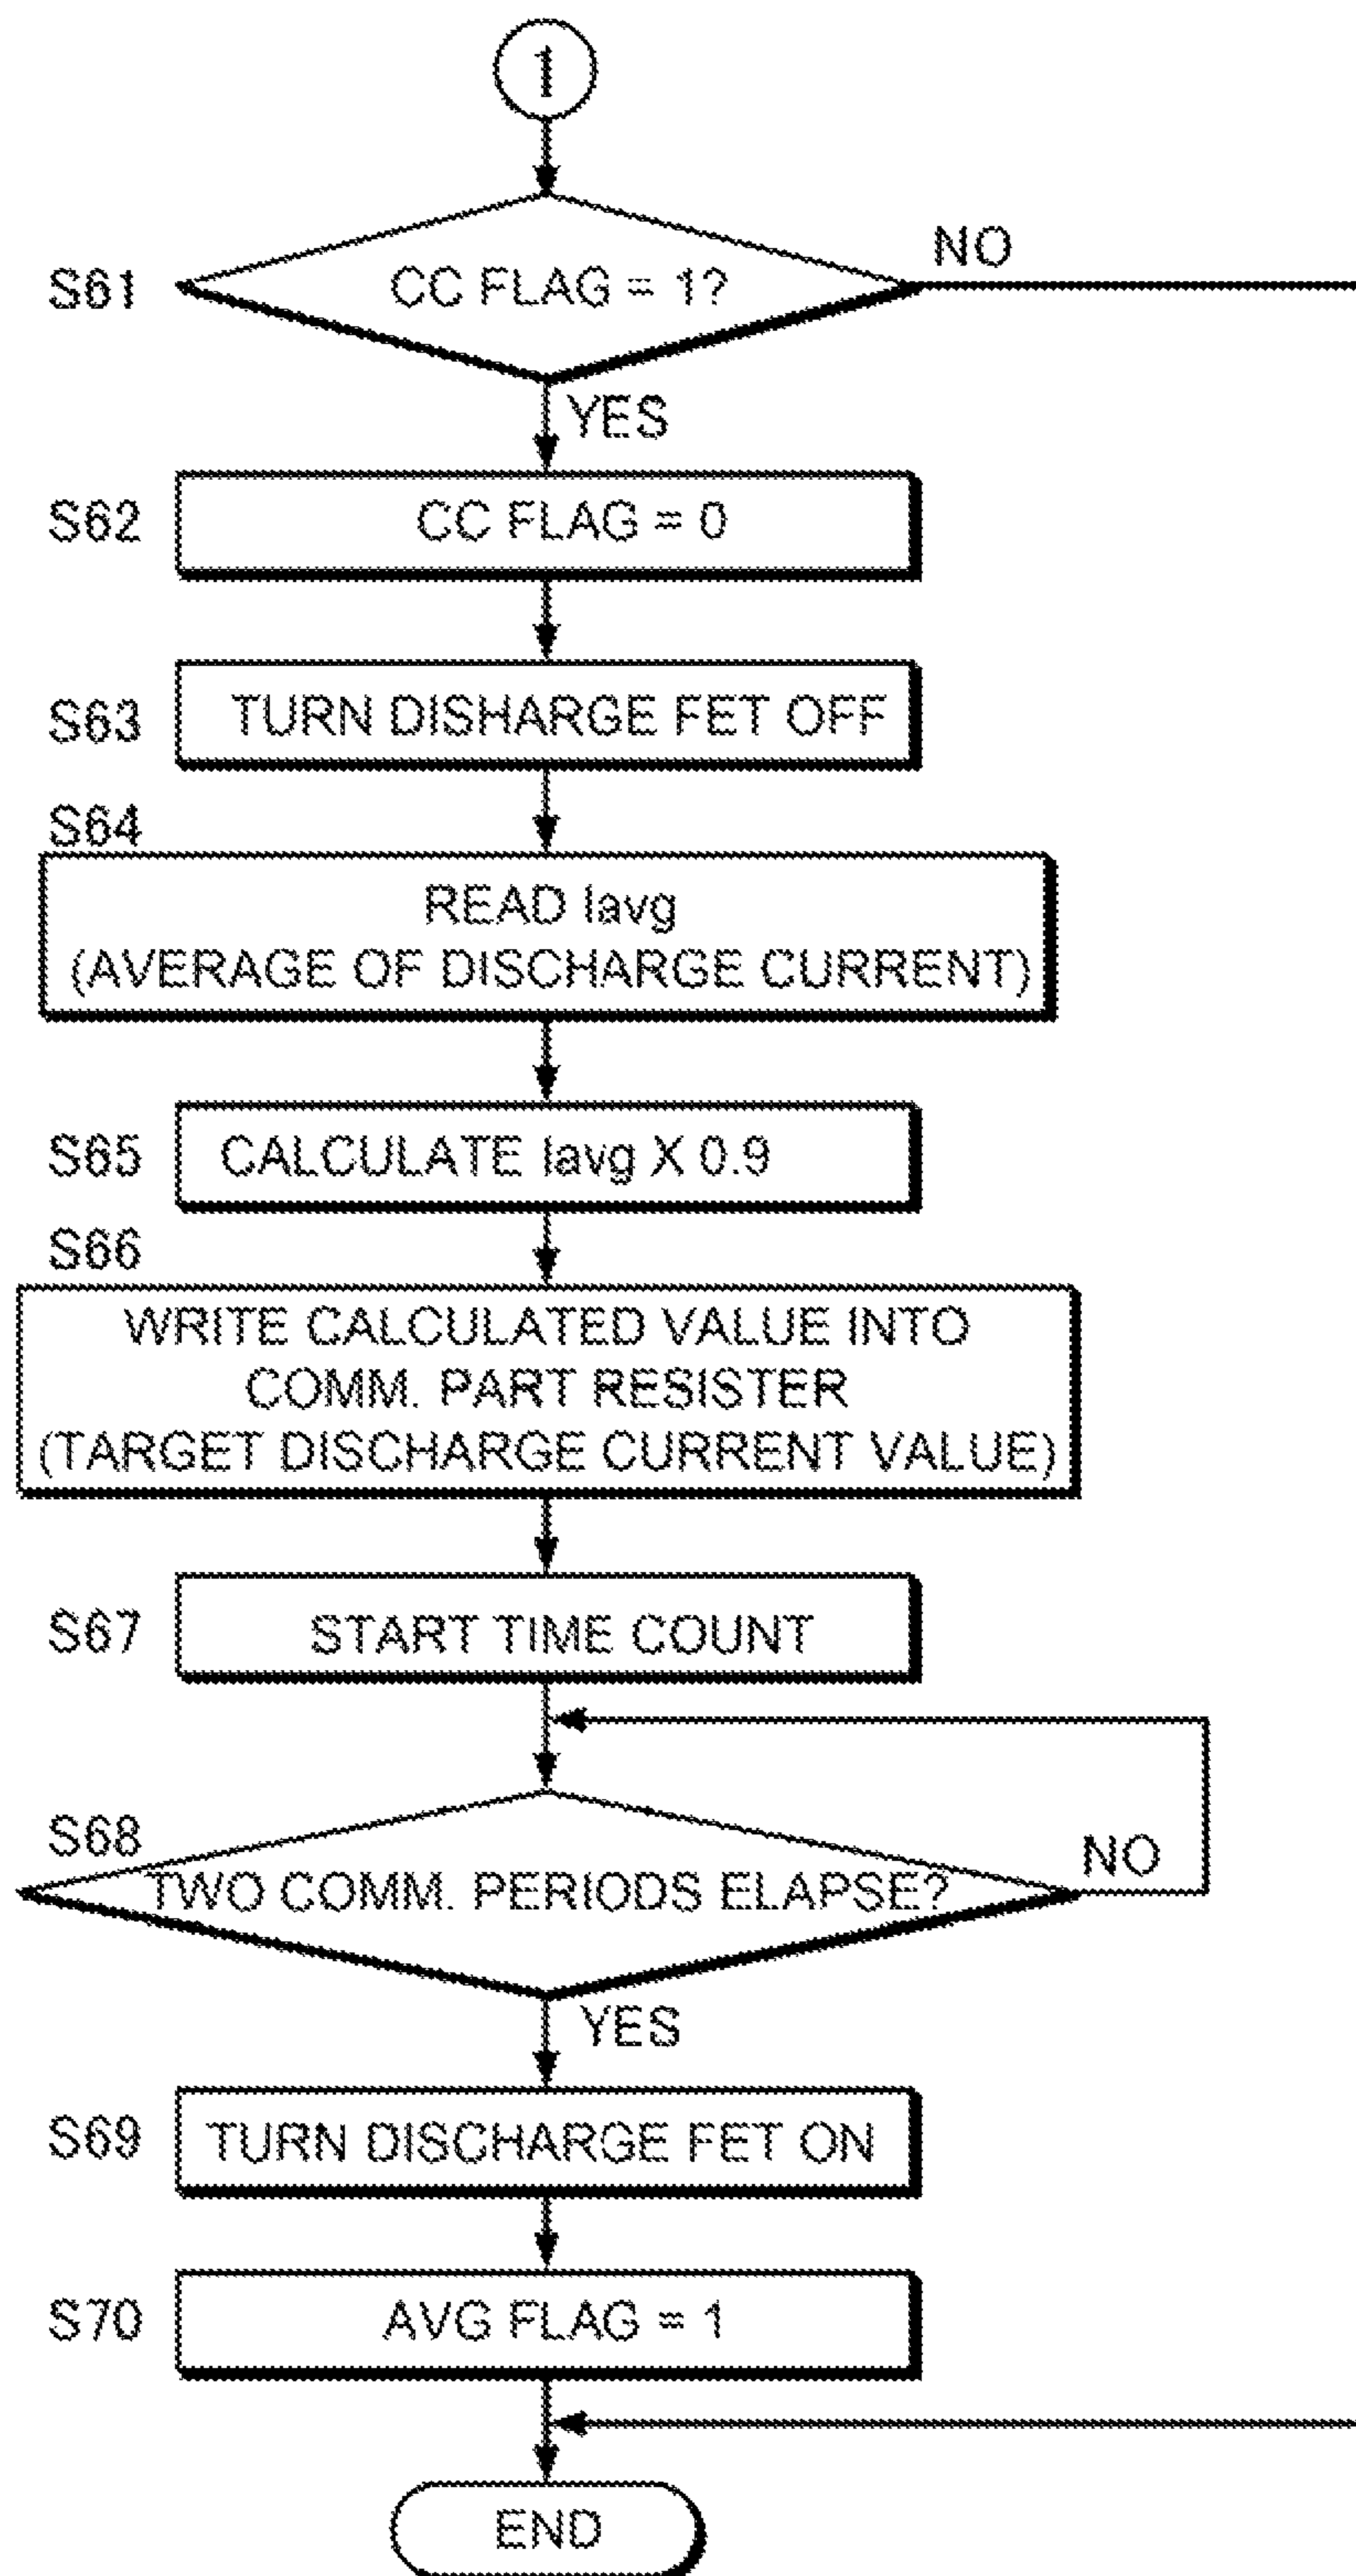 1
S61
CC FLAG = 1?
NO
YES
S62
CC FLAG = 0
S63
TURN DISHARGE FET OFF
S64
READ Iavg
(AVERAGE OF DISCHARGE CURRENT)
S65
CALCULATE Iavg X 0.9
S66
WRITE CALCULATED VALUE INTO
COMM. PART RESISTER
(TARGET DISCHARGE CURRENT VALUE)
S67
START TIME COUNT
S68
TWO COMM. PERIODS ELAPSE?
NO
YES
S69
TURN DISCHARGE FET ON
S70
AVG FLAG = 1
END